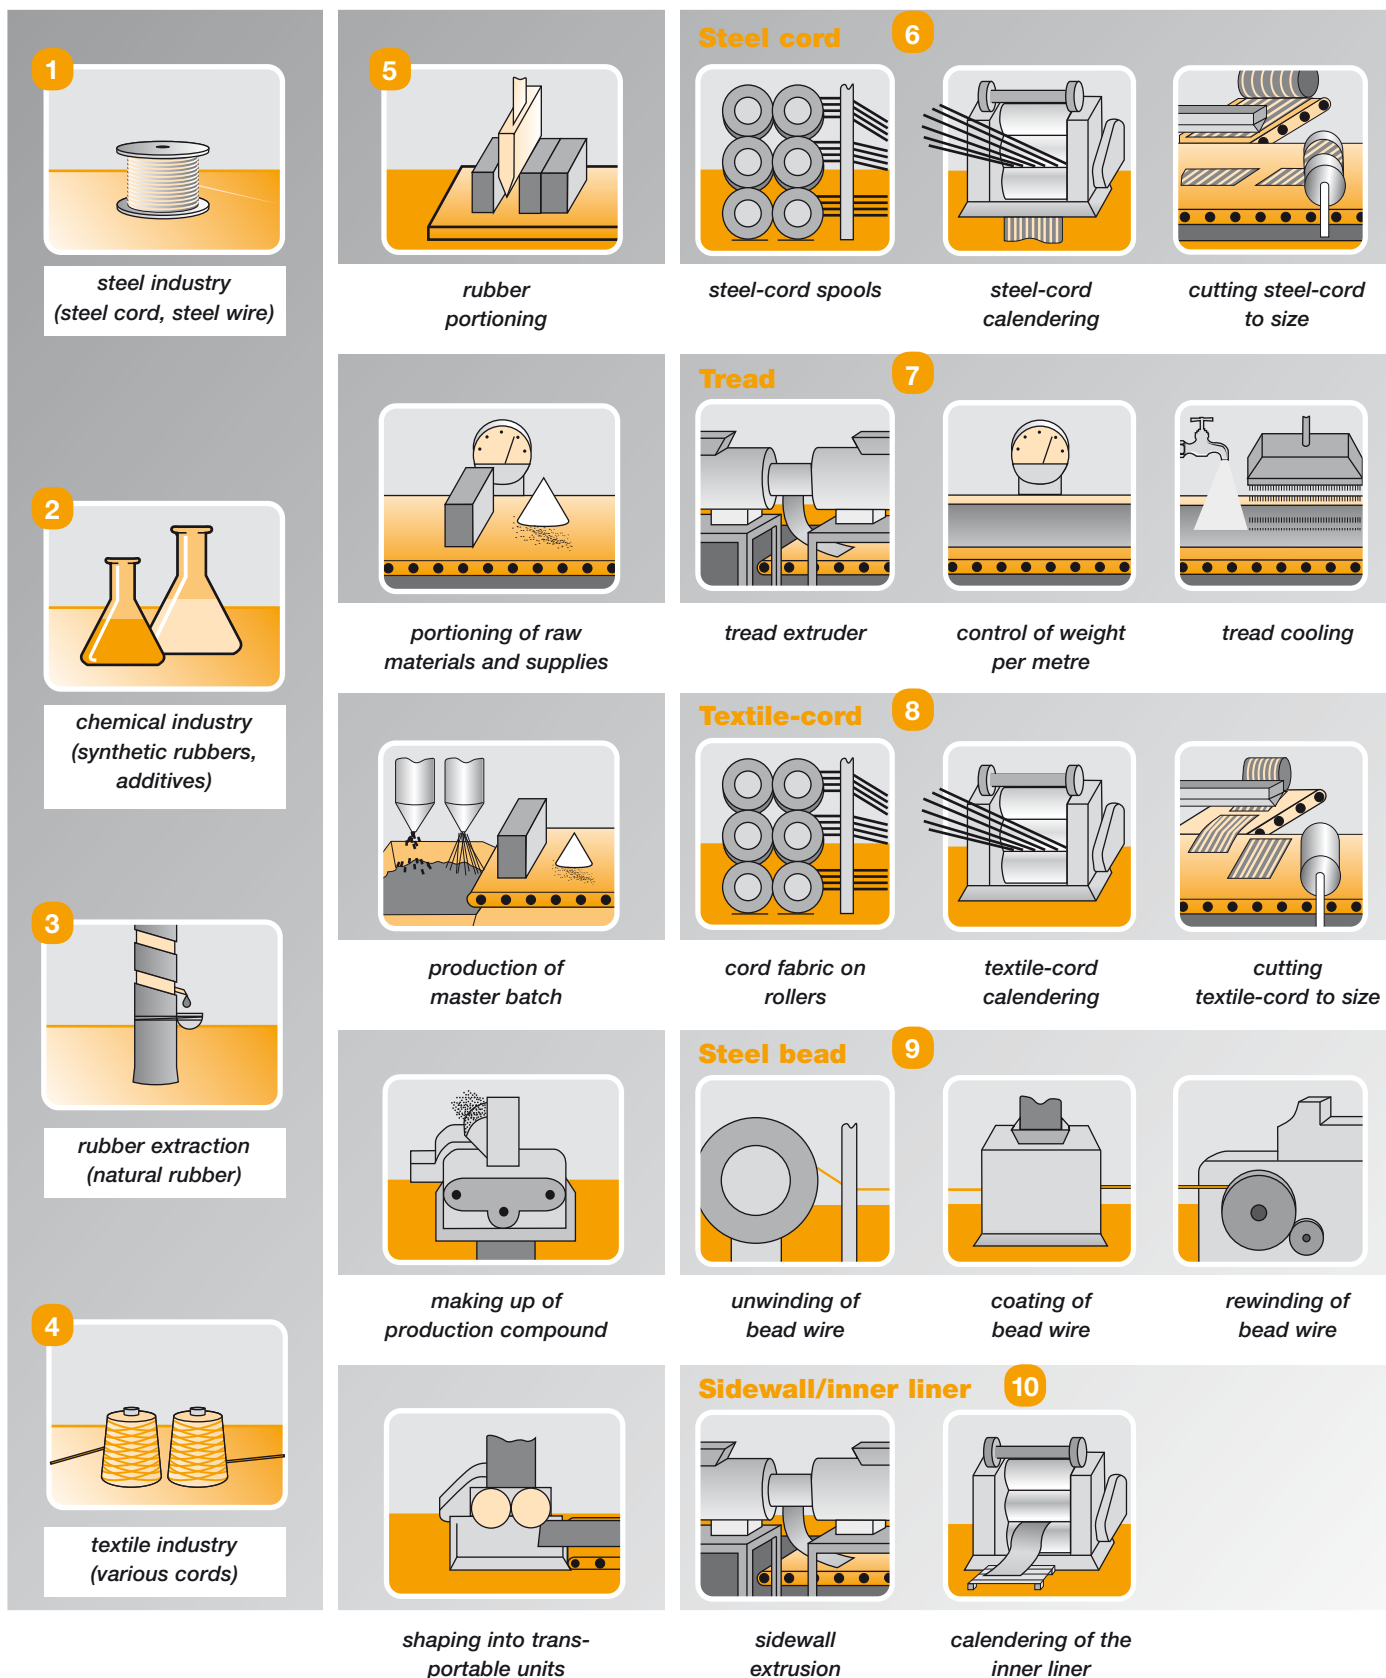 1
steel industry
(steel cord, steel wire)
2
chemical industry
(synthetic rubbers,
additives)
3
rubber extraction
(natural rubber)
4
textile industry
(various cords)
5
rubber
portioning
portioning of raw
materials and supplies
production of
master batch
making up of
production compound
shaping into trans-
portable units
Steel cord 6
steel-cord spools
steel-cord
calendering
cutting steel-cord
to size
Tread 7
tread extruder
control of weight
per metre
tread cooling
Textile-cord 8
cord fabric on
rollers
textile-cord
calendering
cutting
textile-cord to size
Steel bead 9
unwinding of
bead wire
coating of
bead wire
rewinding of
bead wire
Sidewall/inner liner 10
sidewall
extrusion
calendering of the
inner liner